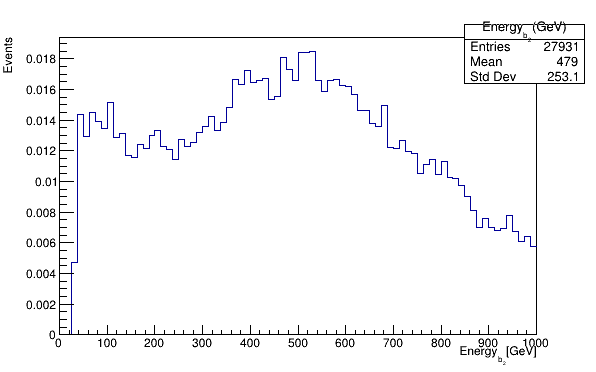 Energy_b₂(GeV)
Entries 27931
Mean 479
Std Dev 253.1
Events
0.018
0.016
0.014
0.012
0.01
0.008
0.006
0.004
0.002
0
0 100 200 300 400 500 600 700 800 900 1000
Energy_b₂[GeV]